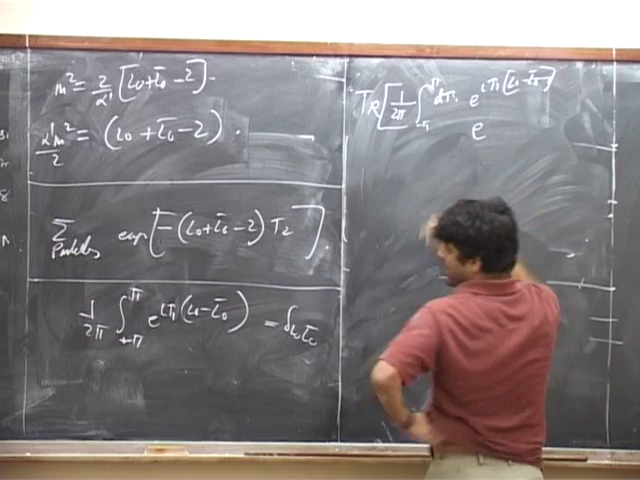 m² = 2/α' [L₀+L̄₀-2].
α'm²/2 = (L₀+L̄₀-2).
Σ exp[-(L₀+L̄₀-2)T₂].
Particles
1/2π ∫_{-π}^{π} e^{iT₁(L₀-L̄₀)} = δ_{L₀L̄₀}
TR[1/2π ∫_{-π}^{π} dT₁ e^{iT₁[L₀-L̄₀]}
e